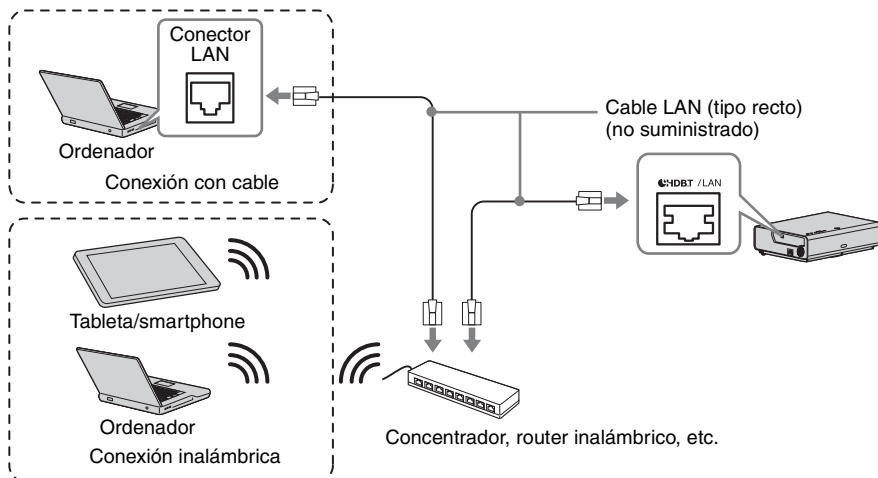 Conector
LAN
Ordenador
Conexión con cable
Cable LAN (tipo recto)
(no suministrado)
HDBT / LAN
Tableta/smartphone
Ordenador
Conexión inalámbrica
Concentrador, router inalámbrico, etc.